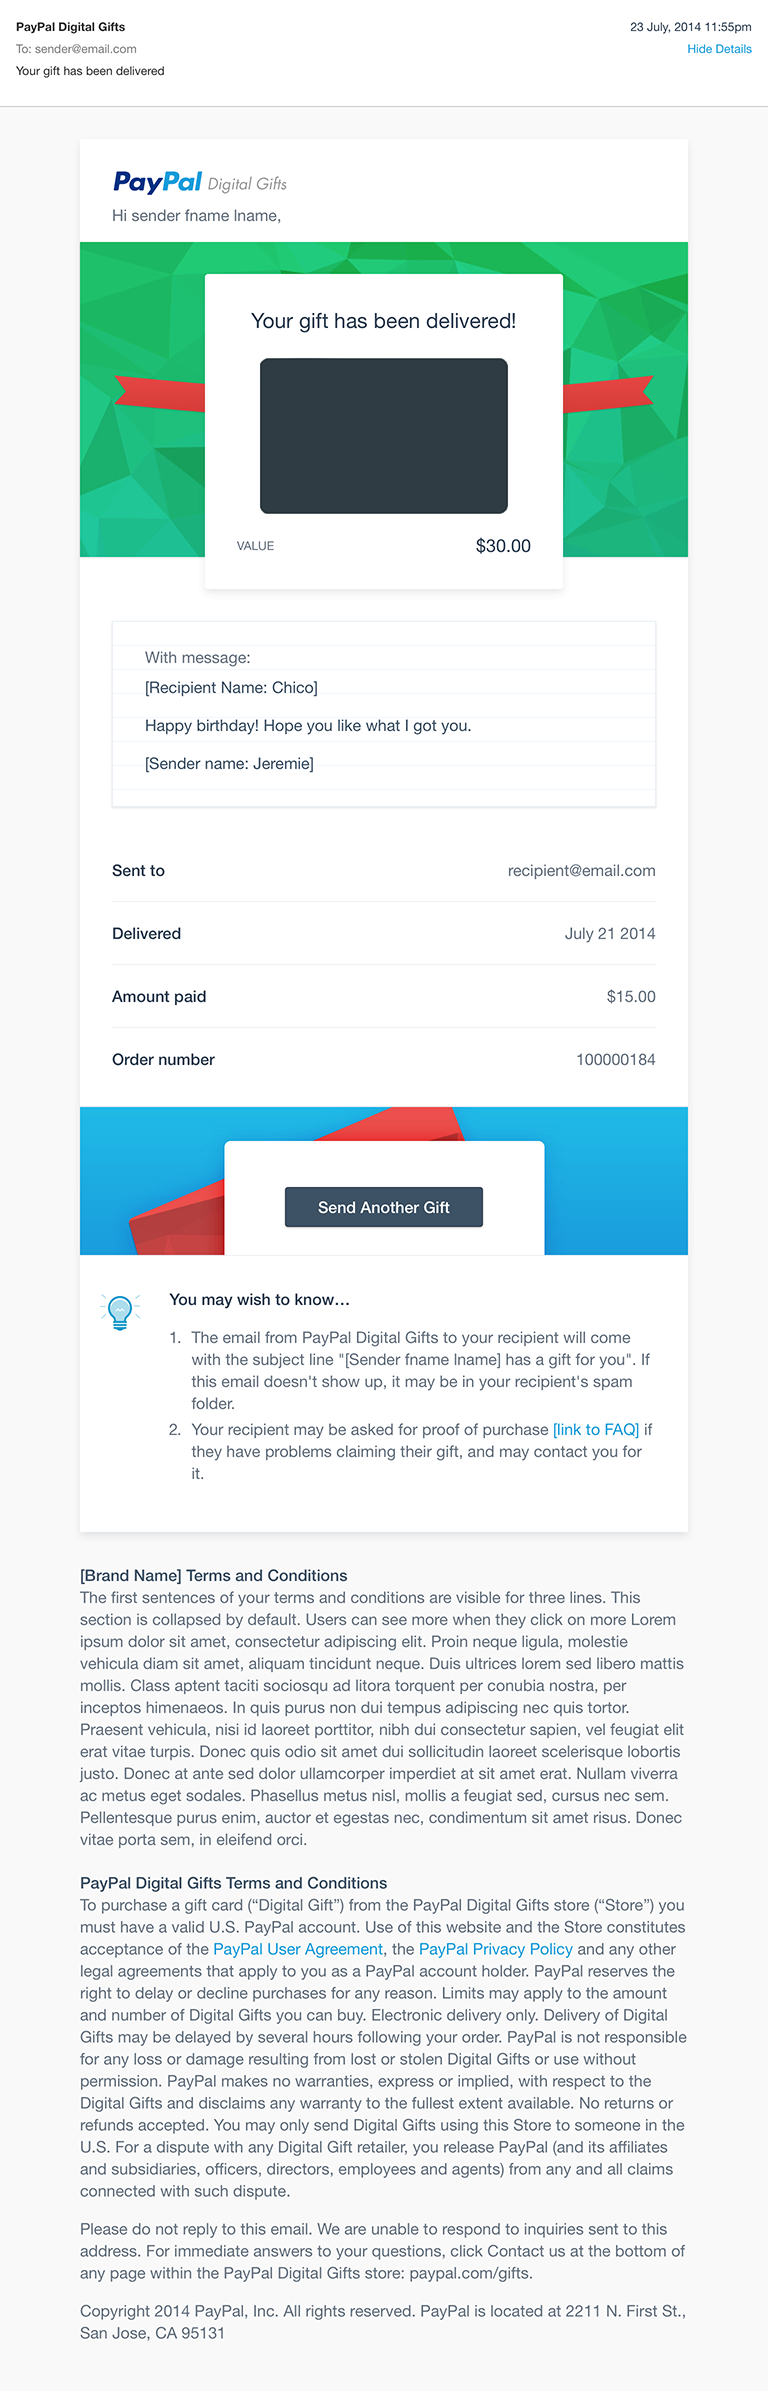 PayPal Digital Gifts
23 July, 2014 11:55pm
To: sender@email.com
Hide Details
Your gift has been delivered
PayPal Digital Gifts
Hi sender fname lname,
Your gift has been delivered!
VALUE
$30.00
With message:
[Recipient Name: Chico]
Happy birthday! Hope you like what I got you.
[Sender name: Jeremie]
Sent to
recipient@email.com
Delivered
July 21 2014
Amount paid
$15.00
Order number
100000184
Send Another Gift
You may wish to know...
1. The email from PayPal Digital Gifts to your recipient will come
with the subject line "[Sender fname lname] has a gift for you". If
this email doesn't show up, it may be in your recipient's spam
folder.
2. Your recipient may be asked for proof of purchase [link to FAQ] if
they have problems claiming their gift, and may contact you for
it.
[Brand Name] Terms and Conditions
The first sentences of your terms and conditions are visible for three lines. This
section is collapsed by default. Users can see more when they click on more Lorem
ipsum dolor sit amet, consectetur adipiscing elit. Proin neque ligula, molestie
vehicula diam sit amet, aliquam tincidunt neque. Duis ultrices lorem sed libero mattis
mollis. Class aptent taciti sociosqu ad litora torquent per conubia nostra, per
inceptos himenaeos. In quis purus non dui tempus adipiscing nec quis tortor.
Praesent vehicula, nisi id laoreet porttitor, nibh dui consectetur sapien, vel feugiat elit
erat vitae turpis. Donec quis odio sit amet dui sollicitudin laoreet scelerisque lobortis
justo. Donec at ante sed dolor ullamcorper imperdiet at sit amet erat. Nullam viverra
ac metus eget sodales. Phasellus metus nisl, mollis a feugiat sed, cursus nec sem.
Pellentesque purus enim, auctor et egestas nec, condimentum sit amet risus. Donec
vitae porta sem, in eleifend orci.
PayPal Digital Gifts Terms and Conditions
To purchase a gift card (“Digital Gift”) from the PayPal Digital Gifts store (“Store”) you
must have a valid U.S. PayPal account. Use of this website and the Store constitutes
acceptance of the PayPal User Agreement, the PayPal Privacy Policy and any other
legal agreements that apply to you as a PayPal account holder. PayPal reserves the
right to delay or decline purchases for any reason. Limits may apply to the amount
and number of Digital Gifts you can buy. Electronic delivery only. Delivery of Digital
Gifts may be delayed by several hours following your order. PayPal is not responsible
for any loss or damage resulting from lost or stolen Digital Gifts or use without
permission. PayPal makes no warranties, express or implied, with respect to the
Digital Gifts and disclaims any warranty to the fullest extent available. No returns or
refunds accepted. You may only send Digital Gifts using this Store to someone in the
U.S. For a dispute with any Digital Gift retailer, you release PayPal (and its affiliates
and subsidiaries, officers, directors, employees and agents) from any and all claims
connected with such dispute.
Please do not reply to this email. We are unable to respond to inquiries sent to this
address. For immediate answers to your questions, click Contact us at the bottom of
any page within the PayPal Digital Gifts store: paypal.com/gifts.
Copyright 2014 PayPal, Inc. All rights reserved. PayPal is located at 2211 N. First St.,
San Jose, CA 95131